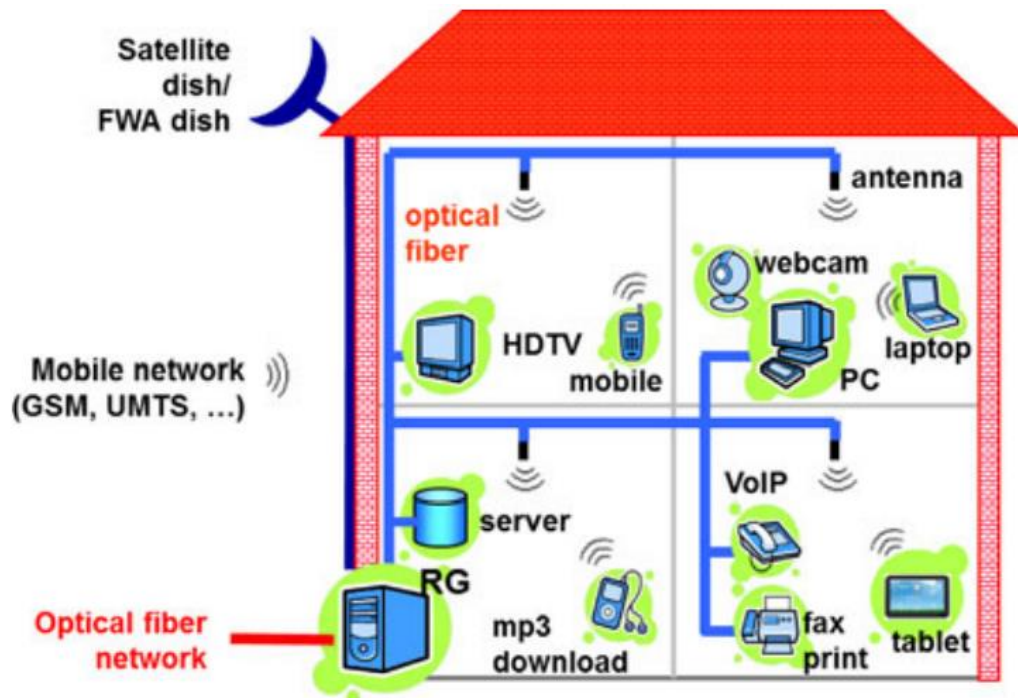 Satellite
dish/
FWA dish
antenna
optical
fiber
webcam
HDTV
mobile
PC
laptop
Mobile network
(GSM, UMTS, ...)
server
VoIP
RG
Optical fiber
network
mp3
download
fax
print
tablet